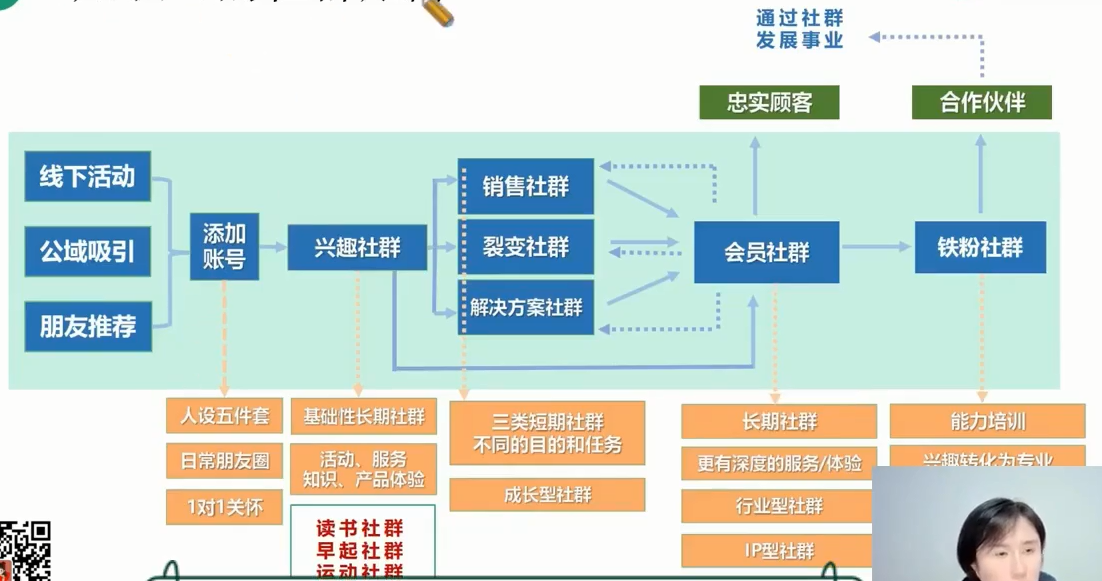 通过社群
发展事业
忠实顾客
合作伙伴
线下活动
公域吸引
朋友推荐
添加
账号
兴趣社群
销售社群
裂变社群
解决方案社群
会员社群
铁粉社群
人设五件套
日常朋友圈
1对1关怀
基础性长期社群
活动、服务
知识、产品体验
读书社群
早起社群
运动社群
三类短期社群
不同的目的和任务
成长型社群
长期社群
更有深度的服务/体验
行业型社群
IP型社群
能力培训
兴趣转化为专业